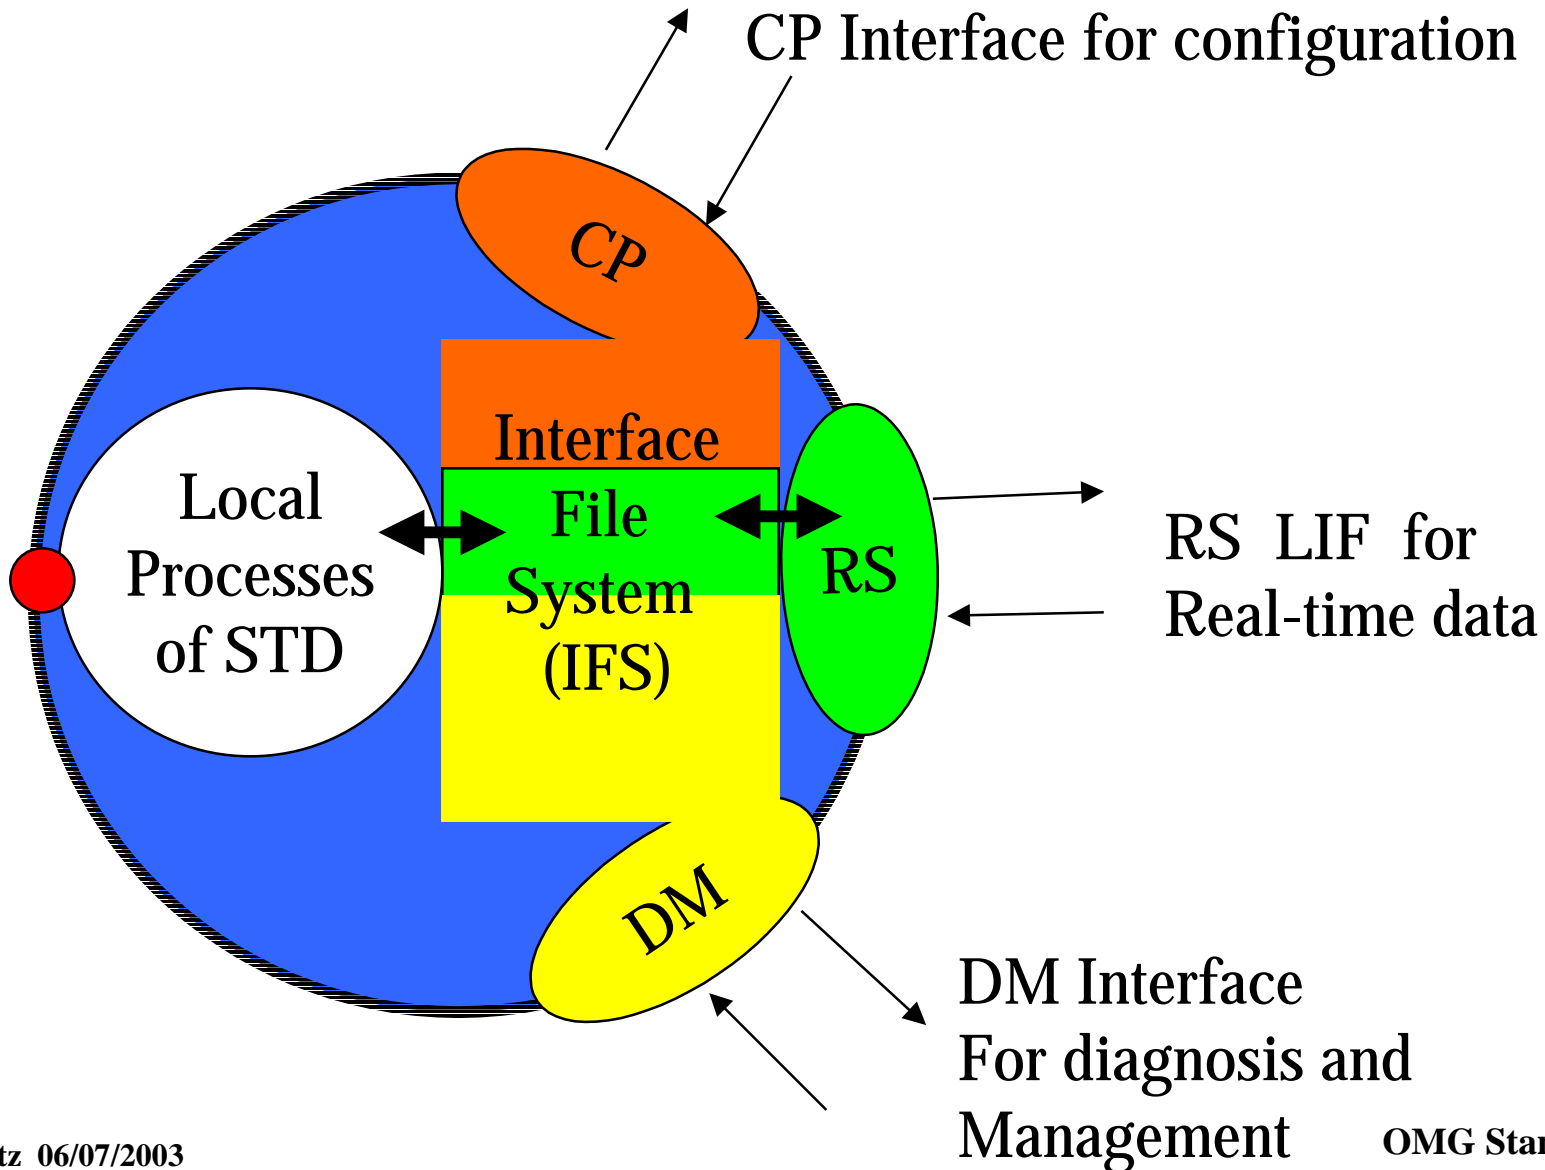 CP Interface for configuration
CP
Interface
File
System
(IFS)
Local
Processes
of STD
RS
RS LIF for
Real-time data
DM
DM Interface
For diagnosis and
Management
06/07/2003
OMG